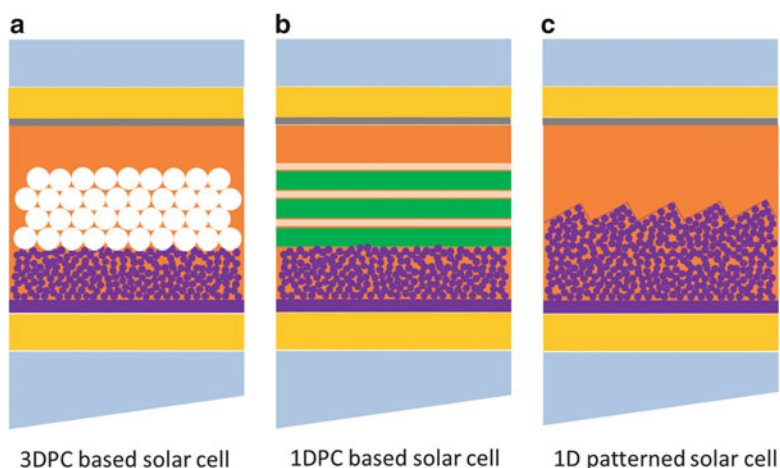 a
b
c
3DPC based solar cell
1DPC based solar cell
1D patterned solar cell